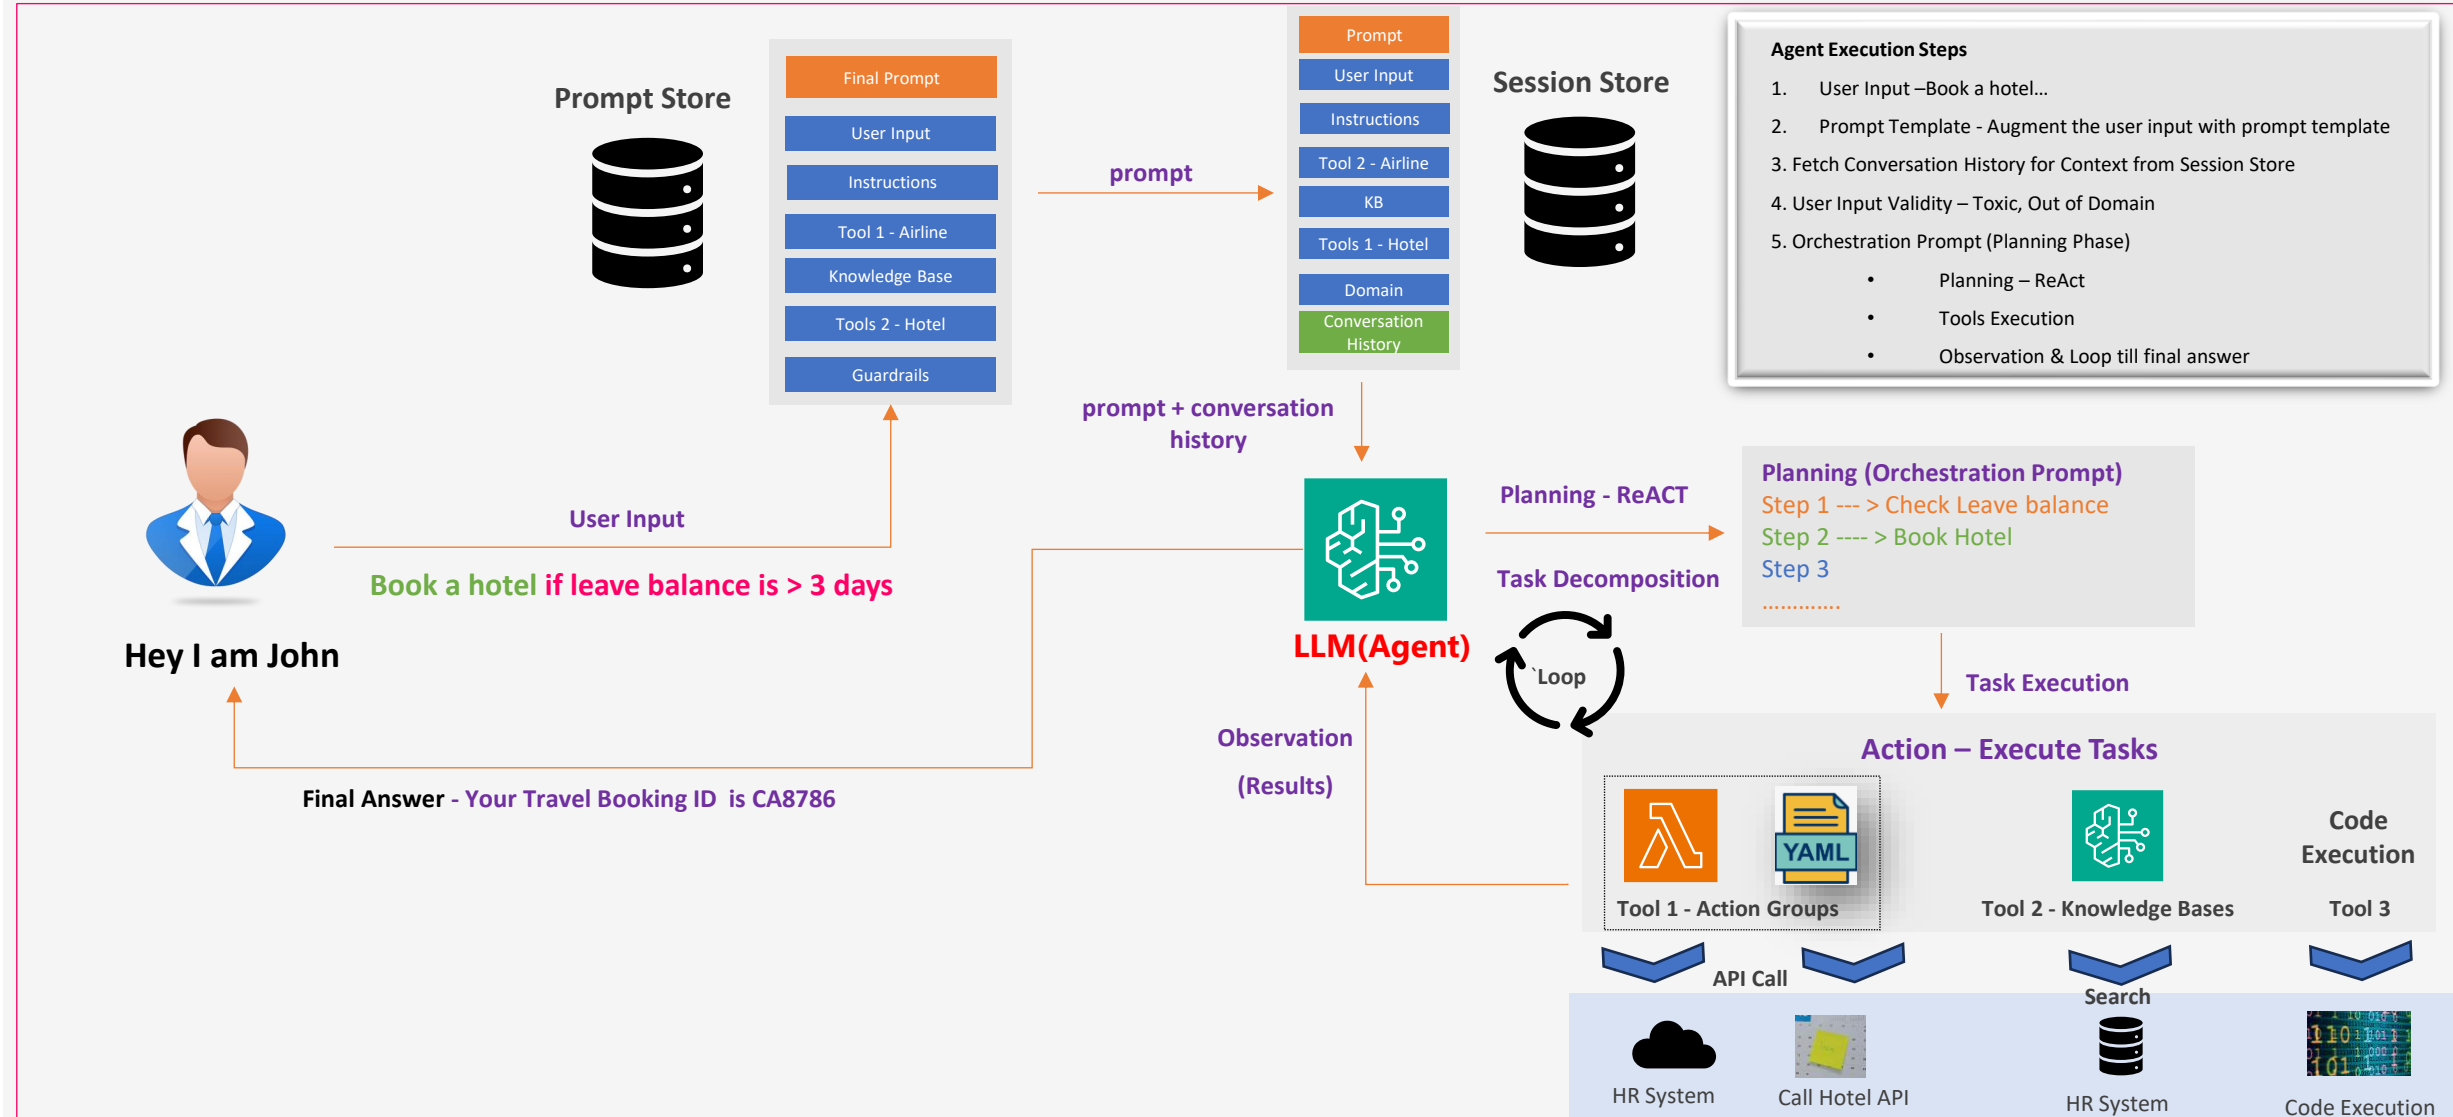 Prompt Store
Final Prompt
User Input
Instructions
Tool 1 - Airline
Knowledge Base
Tools 2 - Hotel
Guardrails
prompt
Prompt
User Input
Instructions
Tool 2 - Airline
KB
Tools 1 - Hotel
Domain
Conversation
History
Session Store
Agent Execution Steps
1. User Input –Book a hotel...
2. Prompt Template - Augment the user input with prompt template
3. Fetch Conversation History for Context from Session Store
4. User Input Validity – Toxic, Out of Domain
5. Orchestration Prompt (Planning Phase)
• Planning – ReAct
• Tools Execution
• Observation & Loop till final answer
prompt + conversation
history
User Input
Book a hotel if leave balance is > 3 days
Hey I am John
LLM(Agent)
Planning - ReACT
Task Decomposition
`Loop
Planning (Orchestration Prompt)
Step 1 --- > Check Leave balance
Step 2 ---- > Book Hotel
Step 3
.............
Task Execution
Observation
(Results)
Final Answer - Your Travel Booking ID is CA8786
Action – Execute Tasks
YAML
Code
Execution
Tool 1 - Action Groups
Tool 2 - Knowledge Bases
Tool 3
API Call
Search
HR System
Call Hotel API
HR System
Code Execution